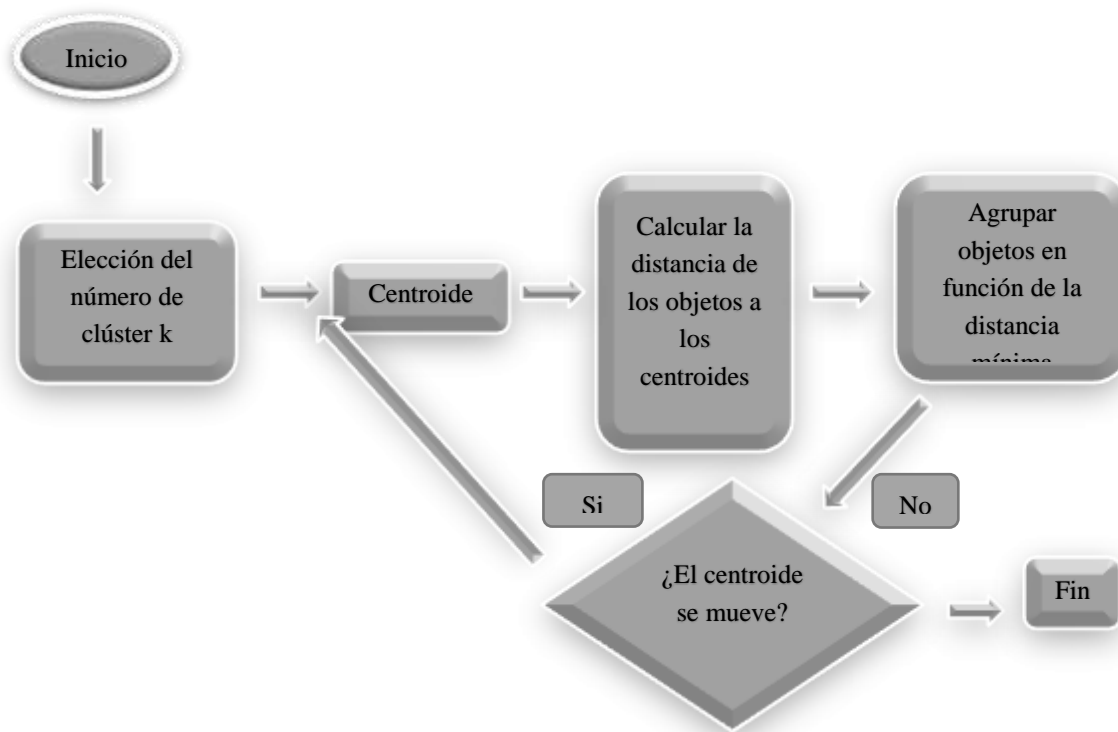 Inicio
Elección del
número de
clúster k
Centroide
Calcular la
distancia de
los objetos a
los
centroides
Agrupar
objetos en
función de la
distancia
mínima
Si
No
¿El centroide
se mueve?
Fin